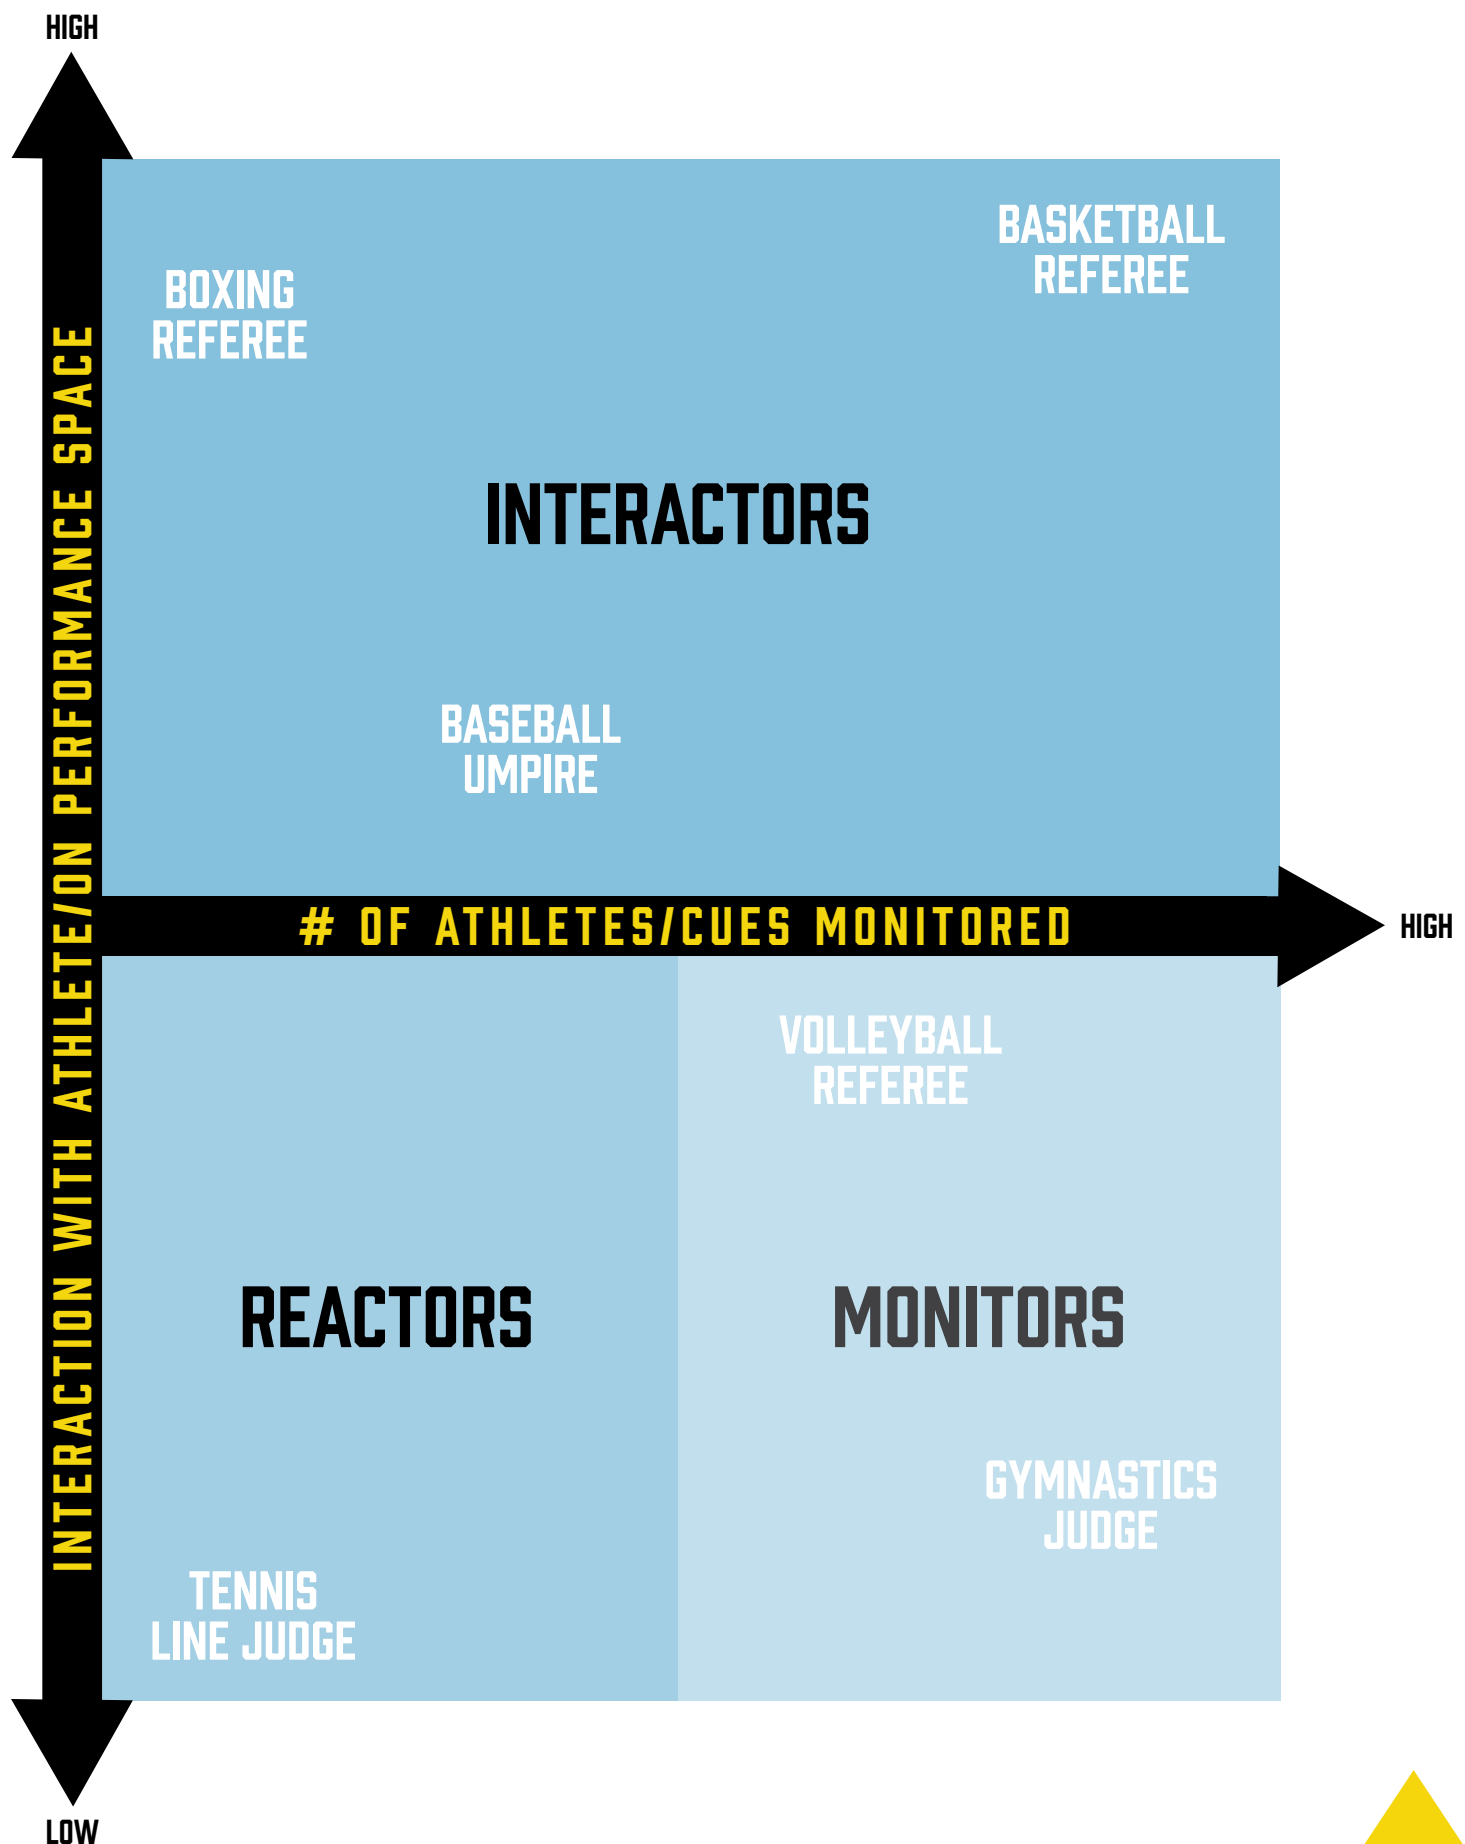 HIGH
BASKETBALL
REFEREE
BOXING
REFEREE
INTERACTORS
BASEBALL
UMPIRE
INTERACTION WITH ATHLETE/ON PERFORMANCE SPACE
# OF ATHLETES/CUES MONITORED
HIGH
VOLLEYBALL
REFEREE
REACTORS
MONITORS
GYMNASTICS
JUDGE
TENNIS
LINE JUDGE
LOW